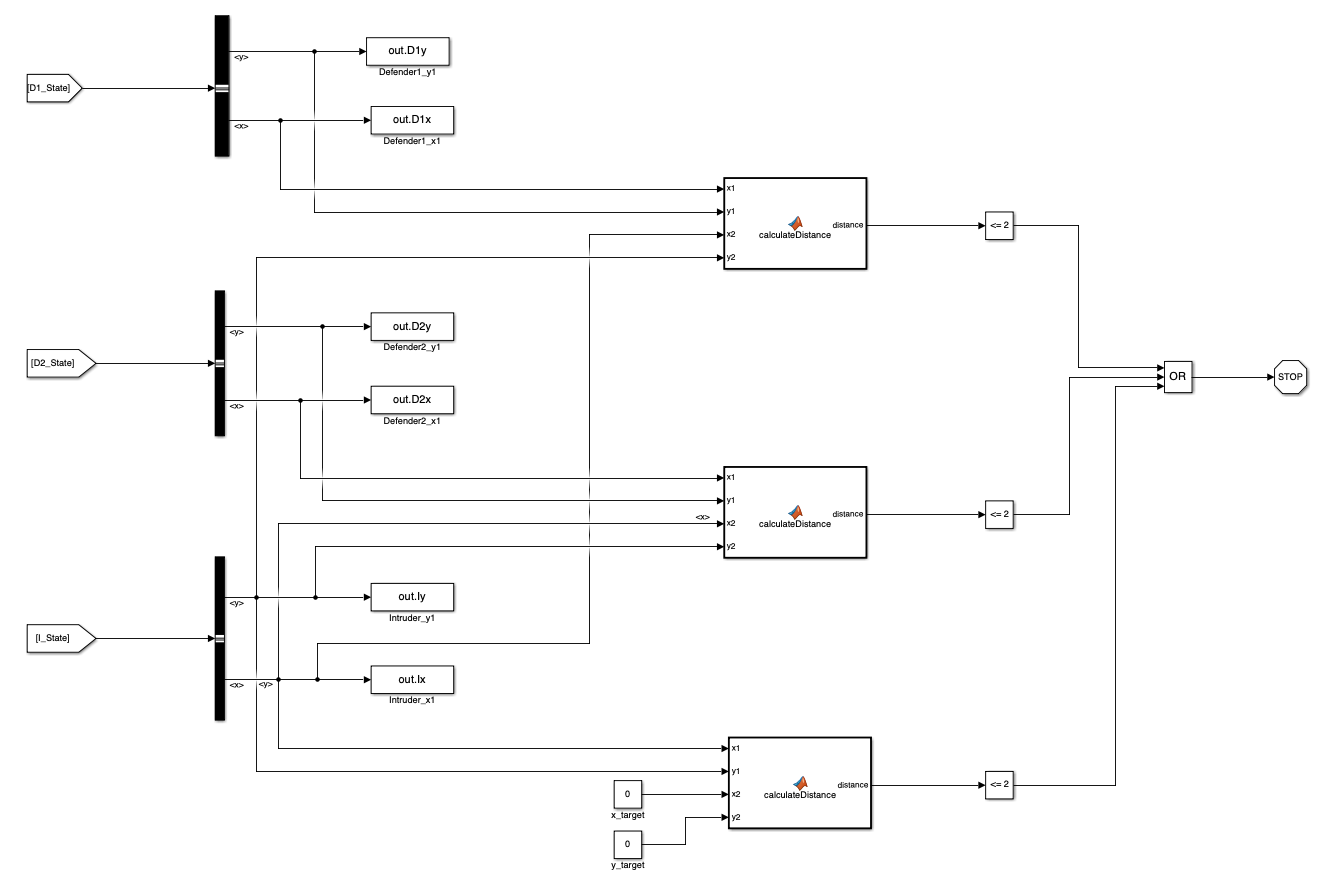 [D1_State]
<y>
out.D1y
Defender1_y1
<x>
out.D1x
Defender1_x1
x1
y1
x2
y2
calculateDistance
distance
<= 2
[D2_State]
<y>
out.D2y
Defender2_y1
<x>
out.D2x
Defender2_x1
x1
y1
<x>
x2
y2
calculateDistance
distance
<= 2
OR
STOP
[I_State]
<y>
out.Iy
Intruder_y1
<x>
<y>
out.Ix
Intruder_x1
x1
y1
x2
y2
calculateDistance
distance
<= 2
0
x_target
0
y_target